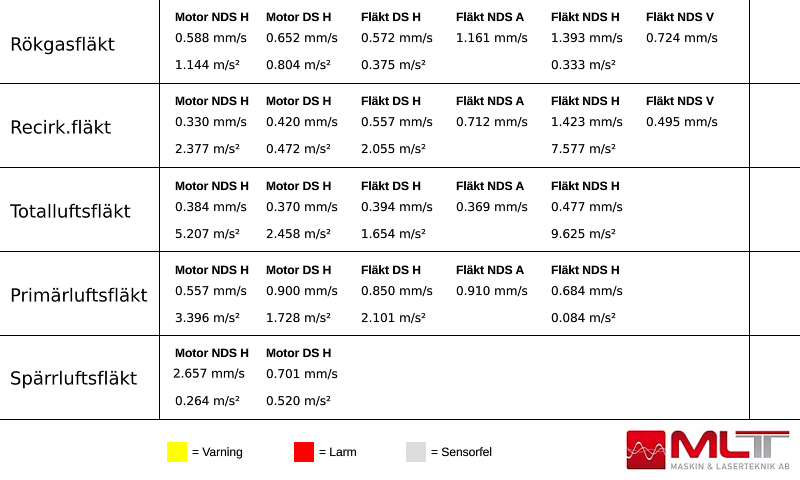 Motor NDS H Motor DS H Fläkt DS H Fläkt NDS A Fläkt NDS H Fläkt NDS V
Rökgasfläkt 0.588 mm/s 0.652 mm/s 0.572 mm/s 1.161 mm/s 1.393 mm/s 0.724 mm/s
1.144 m/s² 0.804 m/s² 0.375 m/s² 0.333 m/s²
Motor NDS H Motor DS H Fläkt DS H Fläkt NDS A Fläkt NDS H Fläkt NDS V
Recirk.fläkt 0.330 mm/s 0.420 mm/s 0.557 mm/s 0.712 mm/s 1.423 mm/s 0.495 mm/s
2.377 m/s² 0.472 m/s² 2.055 m/s² 7.577 m/s²
Motor NDS H Motor DS H Fläkt DS H Fläkt NDS A Fläkt NDS H
Totalluftsfläkt 0.384 mm/s 0.370 mm/s 0.394 mm/s 0.369 mm/s 0.477 mm/s
5.207 m/s² 2.458 m/s² 1.654 m/s² 9.625 m/s²
Motor NDS H Motor DS H Fläkt DS H Fläkt NDS A Fläkt NDS H
Primärluftsfläkt 0.557 mm/s 0.900 mm/s 0.850 mm/s 0.910 mm/s 0.684 mm/s
3.396 m/s² 1.728 m/s² 2.101 m/s² 0.084 m/s²
Motor NDS H Motor DS H
Spärrluftsfläkt 2.657 mm/s 0.701 mm/s
0.264 m/s² 0.520 m/s²
= Varning = Larm = Sensorfel
MLT
MASKIN & LASERTEKNIK AB